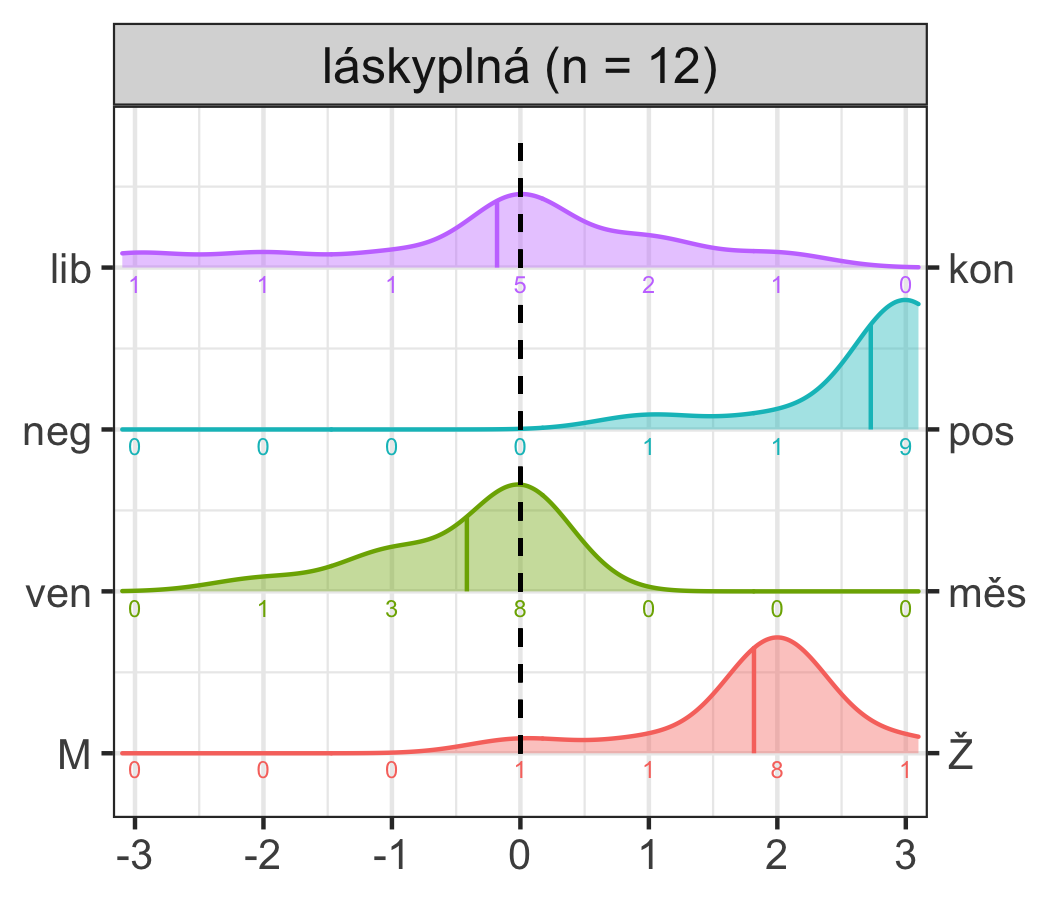 láskyplná (n = 12)
lib kon
1 1 1 5 2 1 0
neg pos
0 0 0 0 1 1 9
ven měs
0 1 3 8 0 0 0
M Ž
0 0 0 1 1 8 1
-3 -2 -1 0 1 2 3